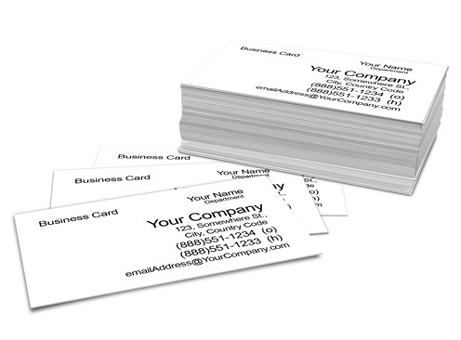 Business Card
Your Name
Department
Your Company
123, Somewhere St.,
City, Country Code
(888)551-1234 (o)
(888)551-1233 (h)
emailAddress@YourCompany.com
Business Card
Business Card
Your Name
Business Card
Your Name
Department
Your Company
123, Somewhere St.,
City, Country Code
(888)551-1234 (o)
(888)551-1233 (h)
emailAddress@YourCompany.com